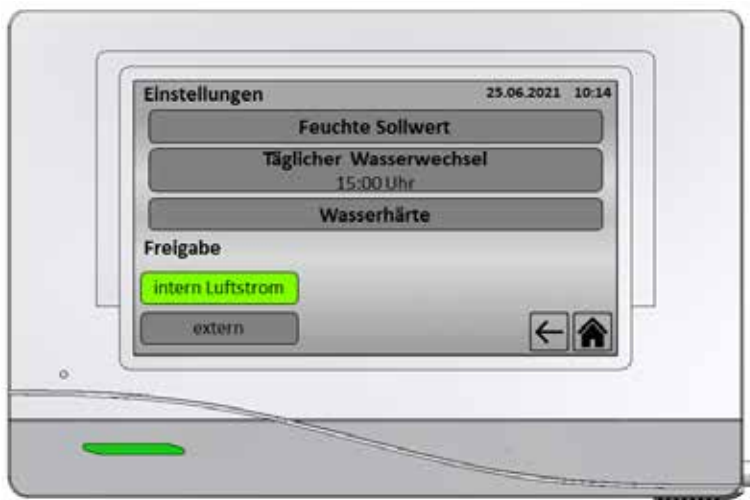 Einstellungen 25.06.2021 10:14
Feuchte Sollwert
Täglicher Wasserwechsel
15:00 Uhr
Wasserhärte
Freigabe
intern Luftstrom
extern